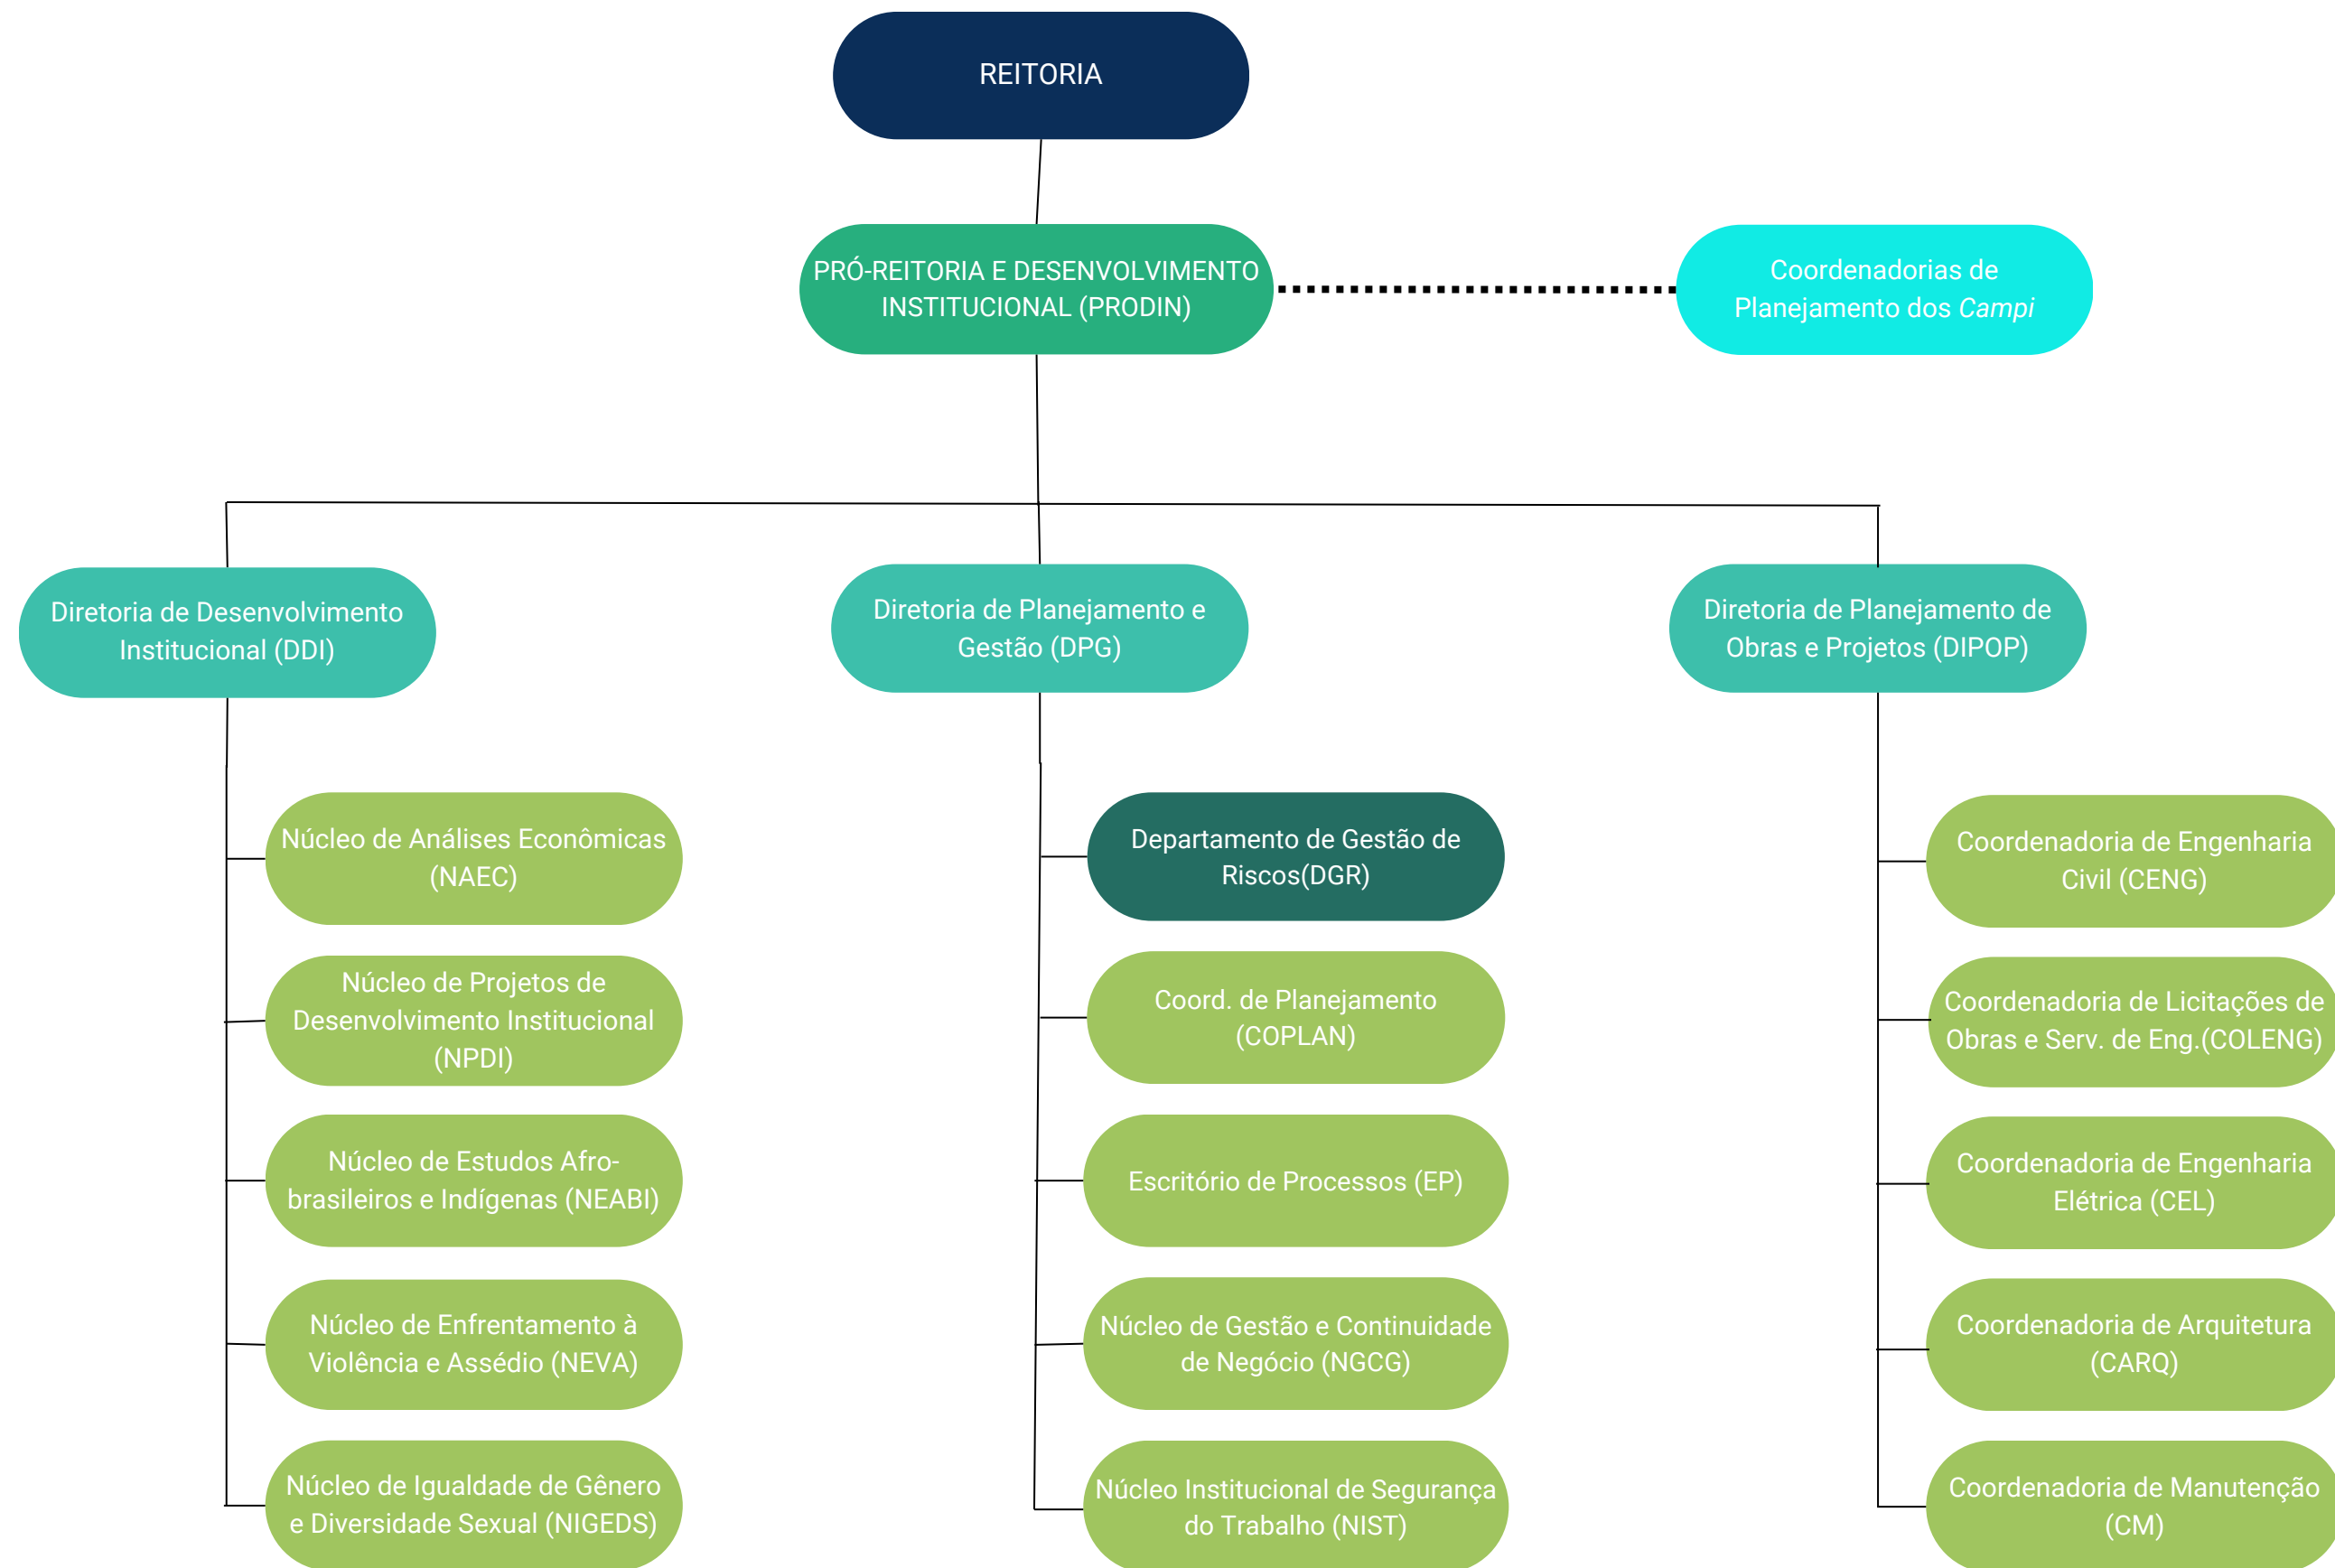 REITORIA
PRÓ-REITORIA E DESENVOLVIMENTO
INSTITUCIONAL (PRODIN)
Coordenadorias de
Planejamento dos Campi
Diretoria de Desenvolvimento
Institucional (DDI)
Diretoria de Planejamento e
Gestão (DPG)
Diretoria de Planejamento de
Obras e Projetos (DIPOP)
Núcleo de Análises Econômicas
(NAEC)
Núcleo de Projetos de
Desenvolvimento Institucional
(NPDI)
Núcleo de Estudos Afro-
brasileiros e Indígenas (NEABI)
Núcleo de Enfrentamento à
Violência e Assédio (NEVA)
Núcleo de Igualdade de Gênero
e Diversidade Sexual (NIGEDS)
Departamento de Gestão de
Riscos(DGR)
Coord. de Planejamento
(COPLAN)
Escritório de Processos (EP)
Núcleo de Gestão e Continuidade
de Negócio (NGCG)
Núcleo Institucional de Segurança
do Trabalho (NIST)
Coordenadoria de Engenharia
Civil (CENG)
Coordenadoria de Licitações de
Obras e Serv. de Eng.(COLENG)
Coordenadoria de Engenharia
Elétrica (CEL)
Coordenadoria de Arquitetura
(CARQ)
Coordenadoria de Manutenção
(CM)